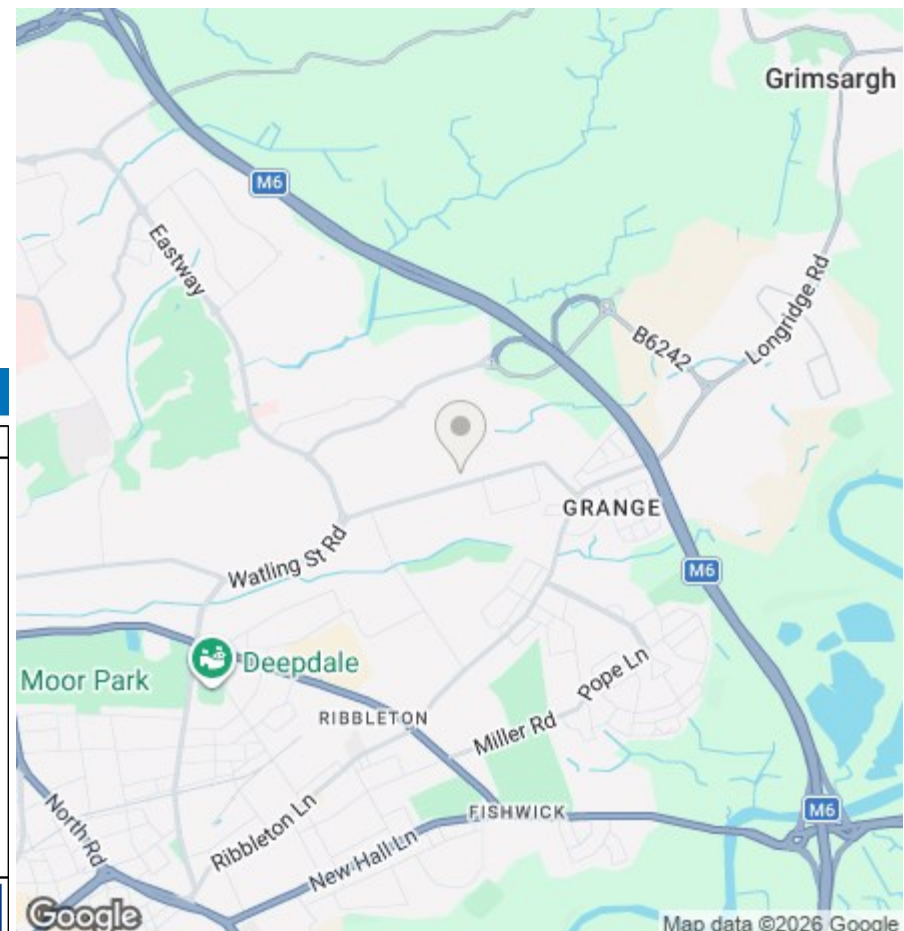 Grimsargh
M6
Eastway
Longridge Rd
B6242
GRANGE
Watling St Rd
M6
Deepdale
Moor Park
Pope Ln
RIBBLETON
Miller Rd
North Rd
Ribbleton Ln
FISHWICK
M6
New Hall Ln
Google
Map data ©2026 Google